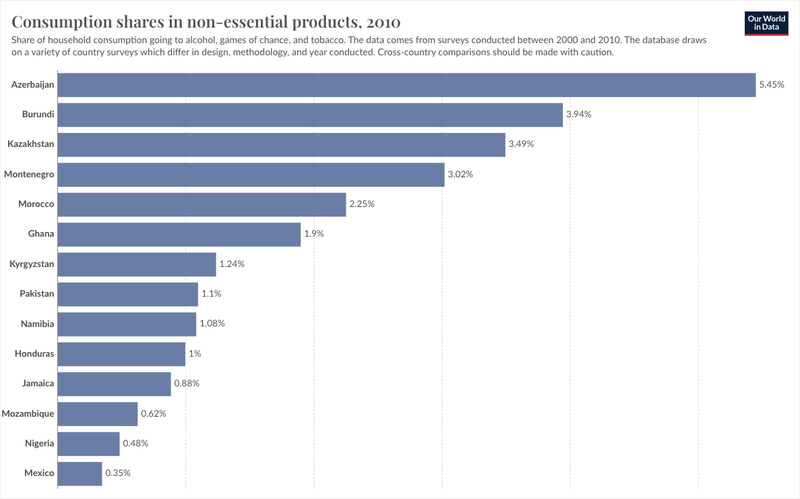 Consumption shares in non-essential products, 2010
Our World
in Data
Share of household consumption going to alcohol, games of chance, and tobacco. The data comes from surveys conducted between 2000 and 2010. The database draws
on a variety of country surveys which differ in design, methodology, and year conducted. Cross-country comparisons should be made with caution.
Azerbaijan 5.45%
Burundi 3.94%
Kazakhstan 3.49%
Montenegro 3.02%
Morocco 2.25%
Ghana 1.9%
Kyrgyzstan 1.24%
Pakistan 1.1%
Namibia 1.08%
Honduras 1%
Jamaica 0.88%
Mozambique 0.62%
Nigeria 0.48%
Mexico 0.35%